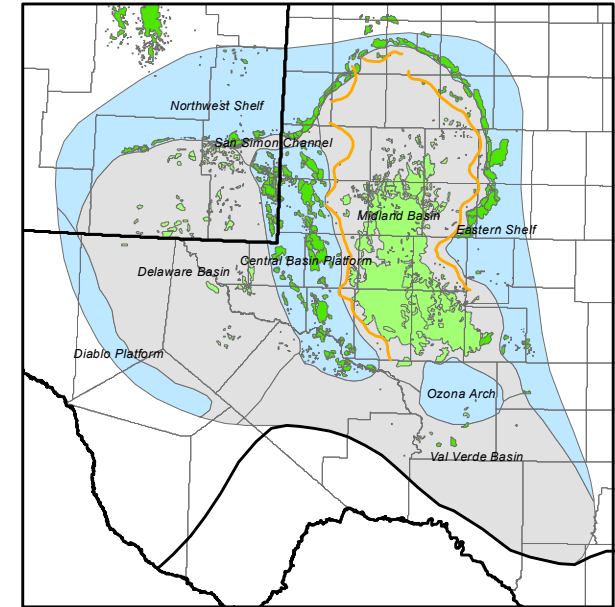 Northwest Shelf
San Simon Channel
Midland Basin
Eastern Shelf
Central Basin Platform
Delaware Basin
Diablo Platform
Ozona Arch
Val Verde Basin